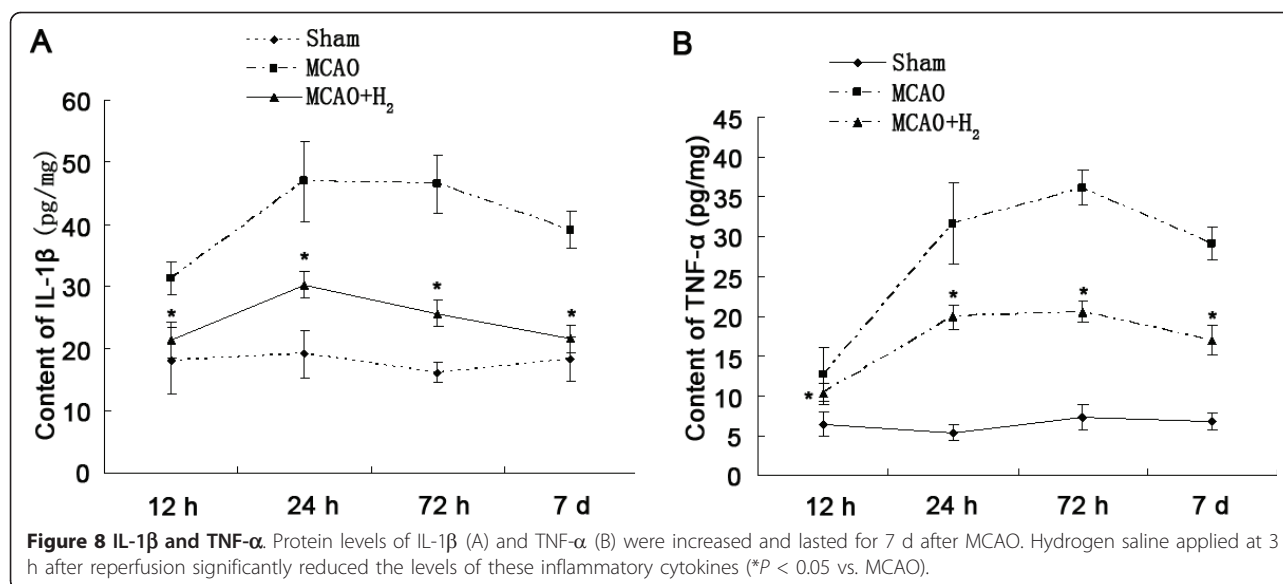 A
Sham
MCAO
MCAO+H₂
Content of IL-1β (pg/mg)
60
50
40
30
20
10
0
*
*
*
*
12 h
24 h
72 h
7 d
B
Sham
MCAO
MCAO+H₂
Content of TNF-α (pg/mg)
45
40
35
30
25
20
15
10
5
0
*
*
*
*
12 h
24 h
72 h
7 d
Figure 8 IL-1β and TNF-α. Protein levels of IL-1β (A) and TNF-α (B) were increased and lasted for 7 d after MCAO. Hydrogen saline applied at 3
h after reperfusion significantly reduced the levels of these inflammatory cytokines (*P < 0.05 vs. MCAO).